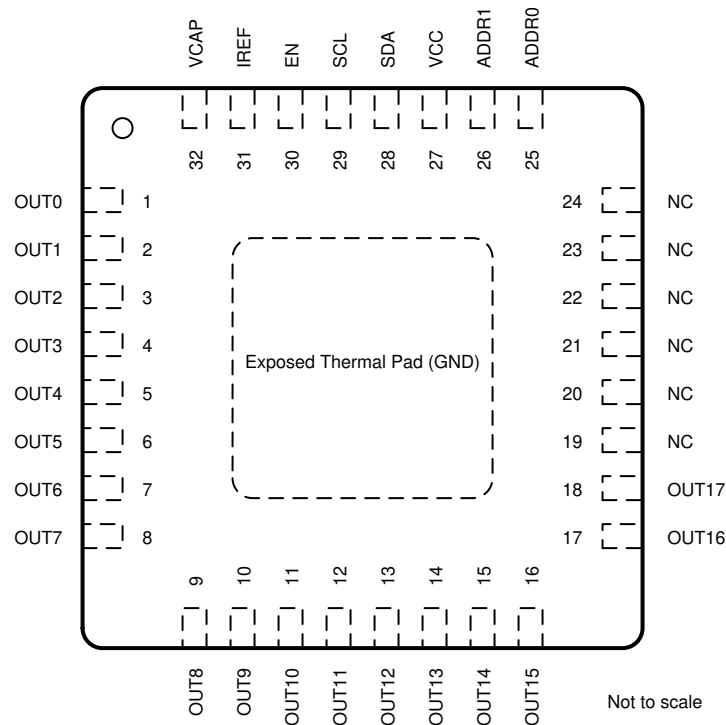 VCAP
IREF
EN
SCL
SDA
VCC
ADDR1
ADDR0
32
31
30
29
28
27
26
25
OUT0 1
24 NC
OUT1 2
23 NC
OUT2 3
22 NC
OUT3 4
21 NC
OUT4 5
20 NC
OUT5 6
19 NC
OUT6 7
18 OUT17
OUT7 8
17 OUT16
Exposed Thermal Pad (GND)
9
10
11
12
13
14
15
16
OUT8
OUT9
OUT10
OUT11
OUT12
OUT13
OUT14
OUT15
Not to scale